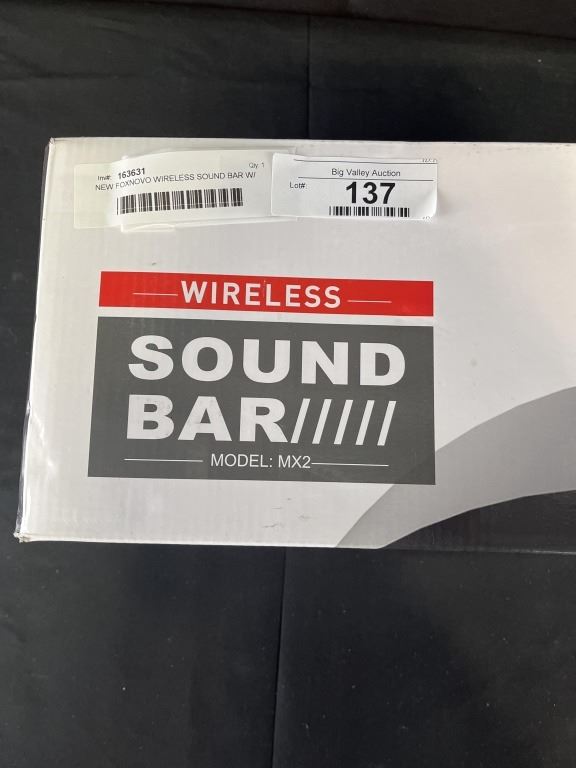 Inv#: 163631 Qty: 1
NEW FOXNOVO WIRELESS SOUND BAR W/
Big Valley Auction
Lot#: 137
WIRELESS
SOUND
BAR/////
MODEL: MX2